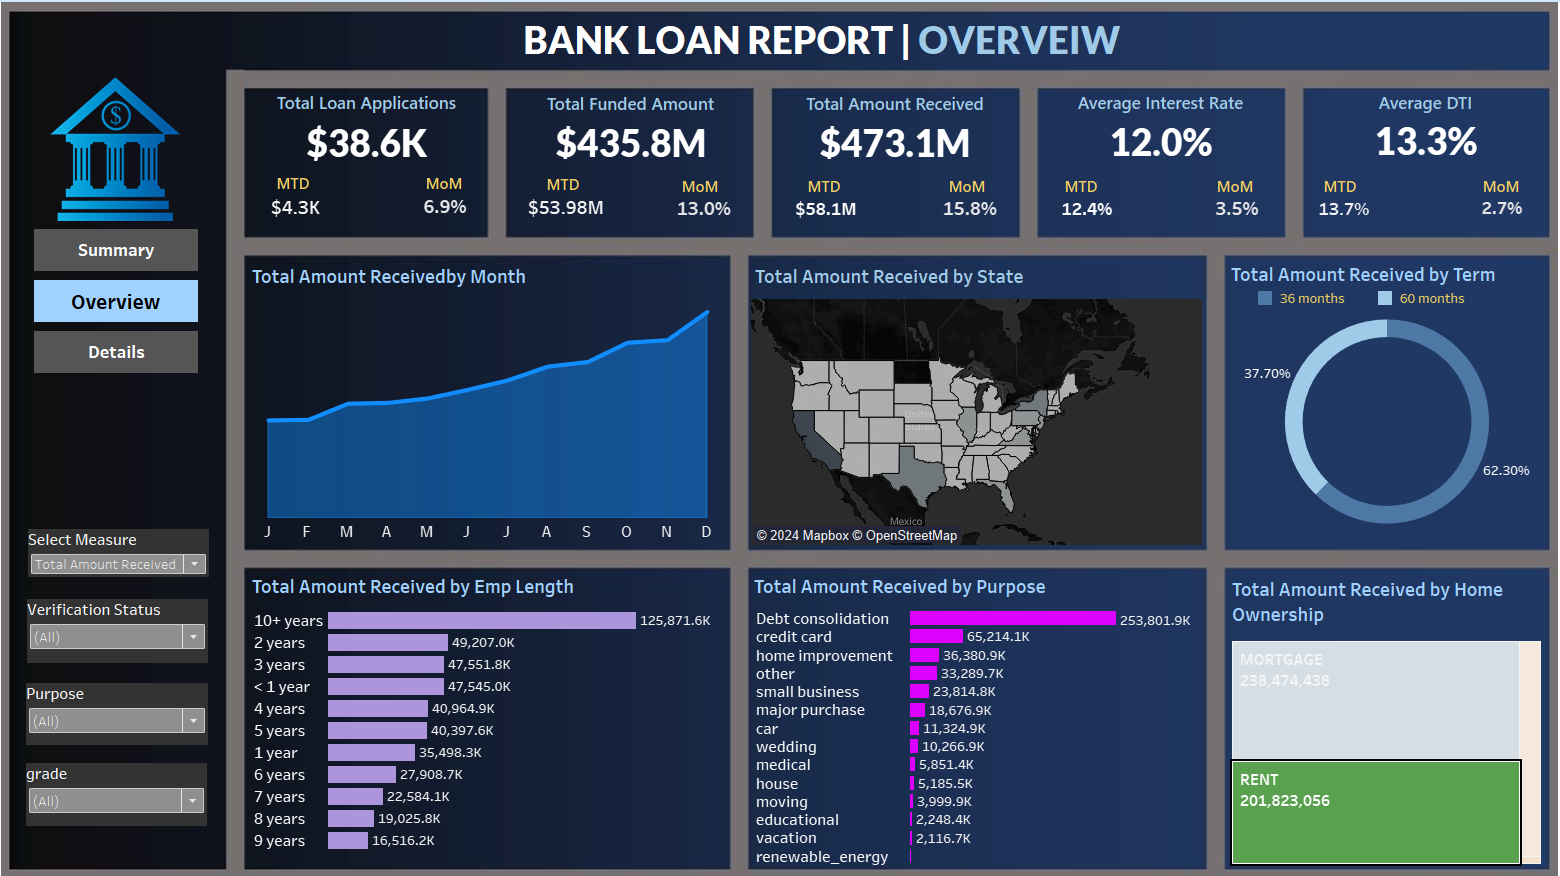 BANK LOAN REPORT | OVERVEIW
$
Summary
Overview
Details
Select Measure
Total Amount Received
Verification Status
(All)
Purpose
(All)
grade
(All)
Total Loan Applications
$38.6K
MTD MoM
$4.3K 6.9%
Total Funded Amount
$435.8M
MTD MoM
$53.98M 13.0%
Total Amount Received
$473.1M
MTD MoM
$58.1M 15.8%
Average Interest Rate
12.0%
MTD MoM
12.4% 3.5%
Average DTI
13.3%
MTD MoM
13.7% 2.7%
Total Amount Receivedby Month
J F M A M J J A S O N D
Total Amount Received by State
United
States
Mexico
© 2024 Mapbox © OpenStreetMap
Total Amount Received by Term
36 months 60 months
37.70%
62.30%
Total Amount Received by Emp Length
10+ years 125,871.6K
2 years 49,207.0K
3 years 47,551.8K
< 1 year 47,545.0K
4 years 40,964.9K
5 years 40,397.6K
1 year 35,498.3K
6 years 27,908.7K
7 years 22,584.1K
8 years 19,025.8K
9 years 16,516.2K
Total Amount Received by Purpose
Debt consolidation 253,801.9K
credit card 65,214.1K
home improvement 36,380.9K
other 33,289.7K
small business 23,814.8K
major purchase 18,676.9K
car 11,324.9K
wedding 10,266.9K
medical 5,851.4K
house 5,185.5K
moving 3,999.9K
educational 2,248.4K
vacation 2,116.7K
renewable_energy
Total Amount Received by Home
Ownership
MORTGAGE
238,474,438
RENT
201,823,056